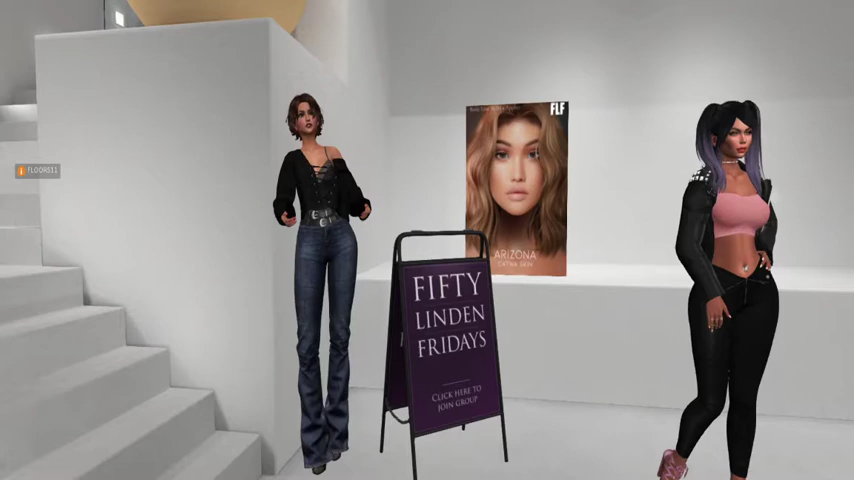 FLF
FLOORS11
ARIZONA
CATWA SKIN
FIFTY
LINDEN
FRIDAYS
CLICK HERE TO
JOIN GROUP